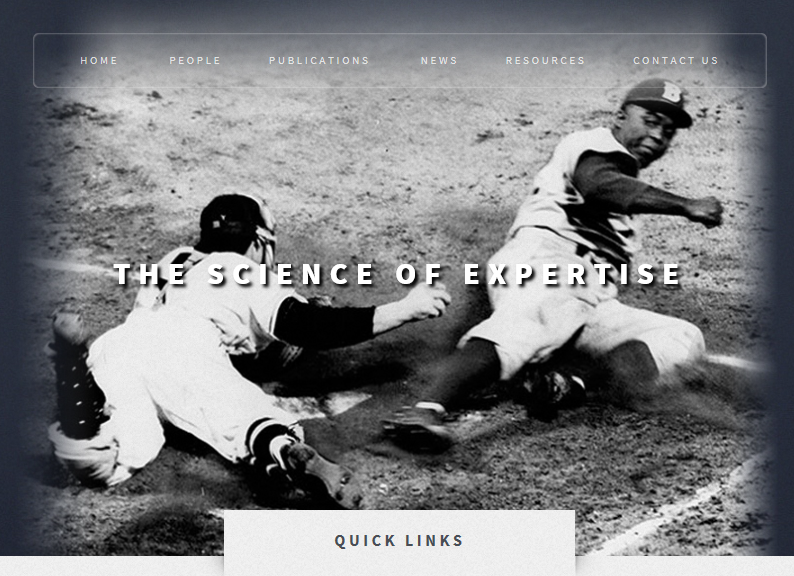 HOME PEOPLE PUBLICATIONS NEWS RESOURCES CONTACT US
B
THE SCIENCE OF EXPERTISE
QUICK LINKS